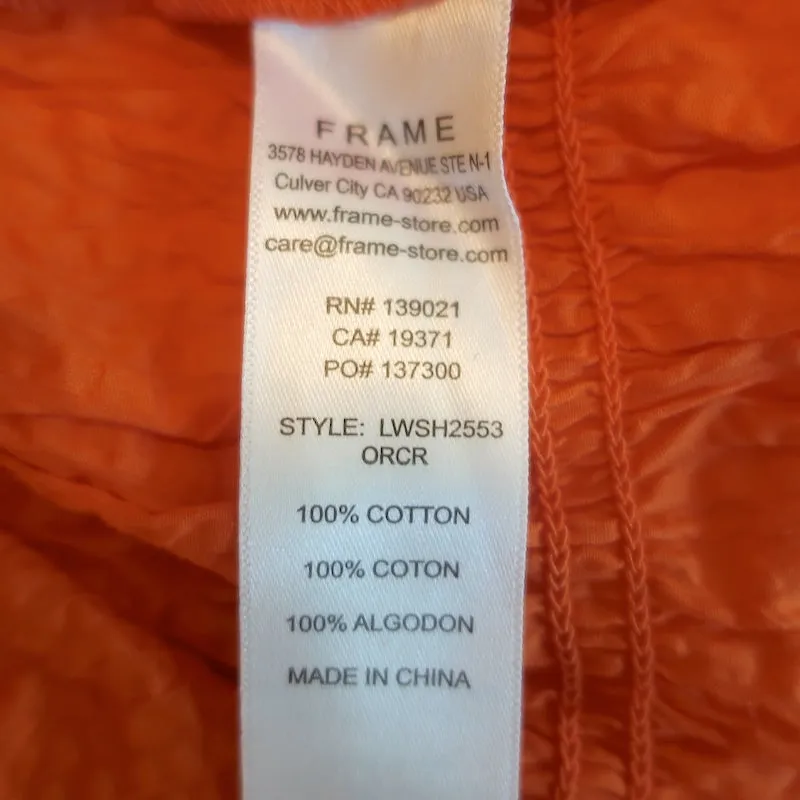 FRAME
3578 HAYDEN AVENUE STE N-1
Culver City CA 90232 USA
www.frame-store.com
care@frame-store.com
RN# 139021
CA# 19371
PO# 137300
STYLE: LWSH2553
ORCR
100% COTTON
100% COTON
100% ALGODON
MADE IN CHINA